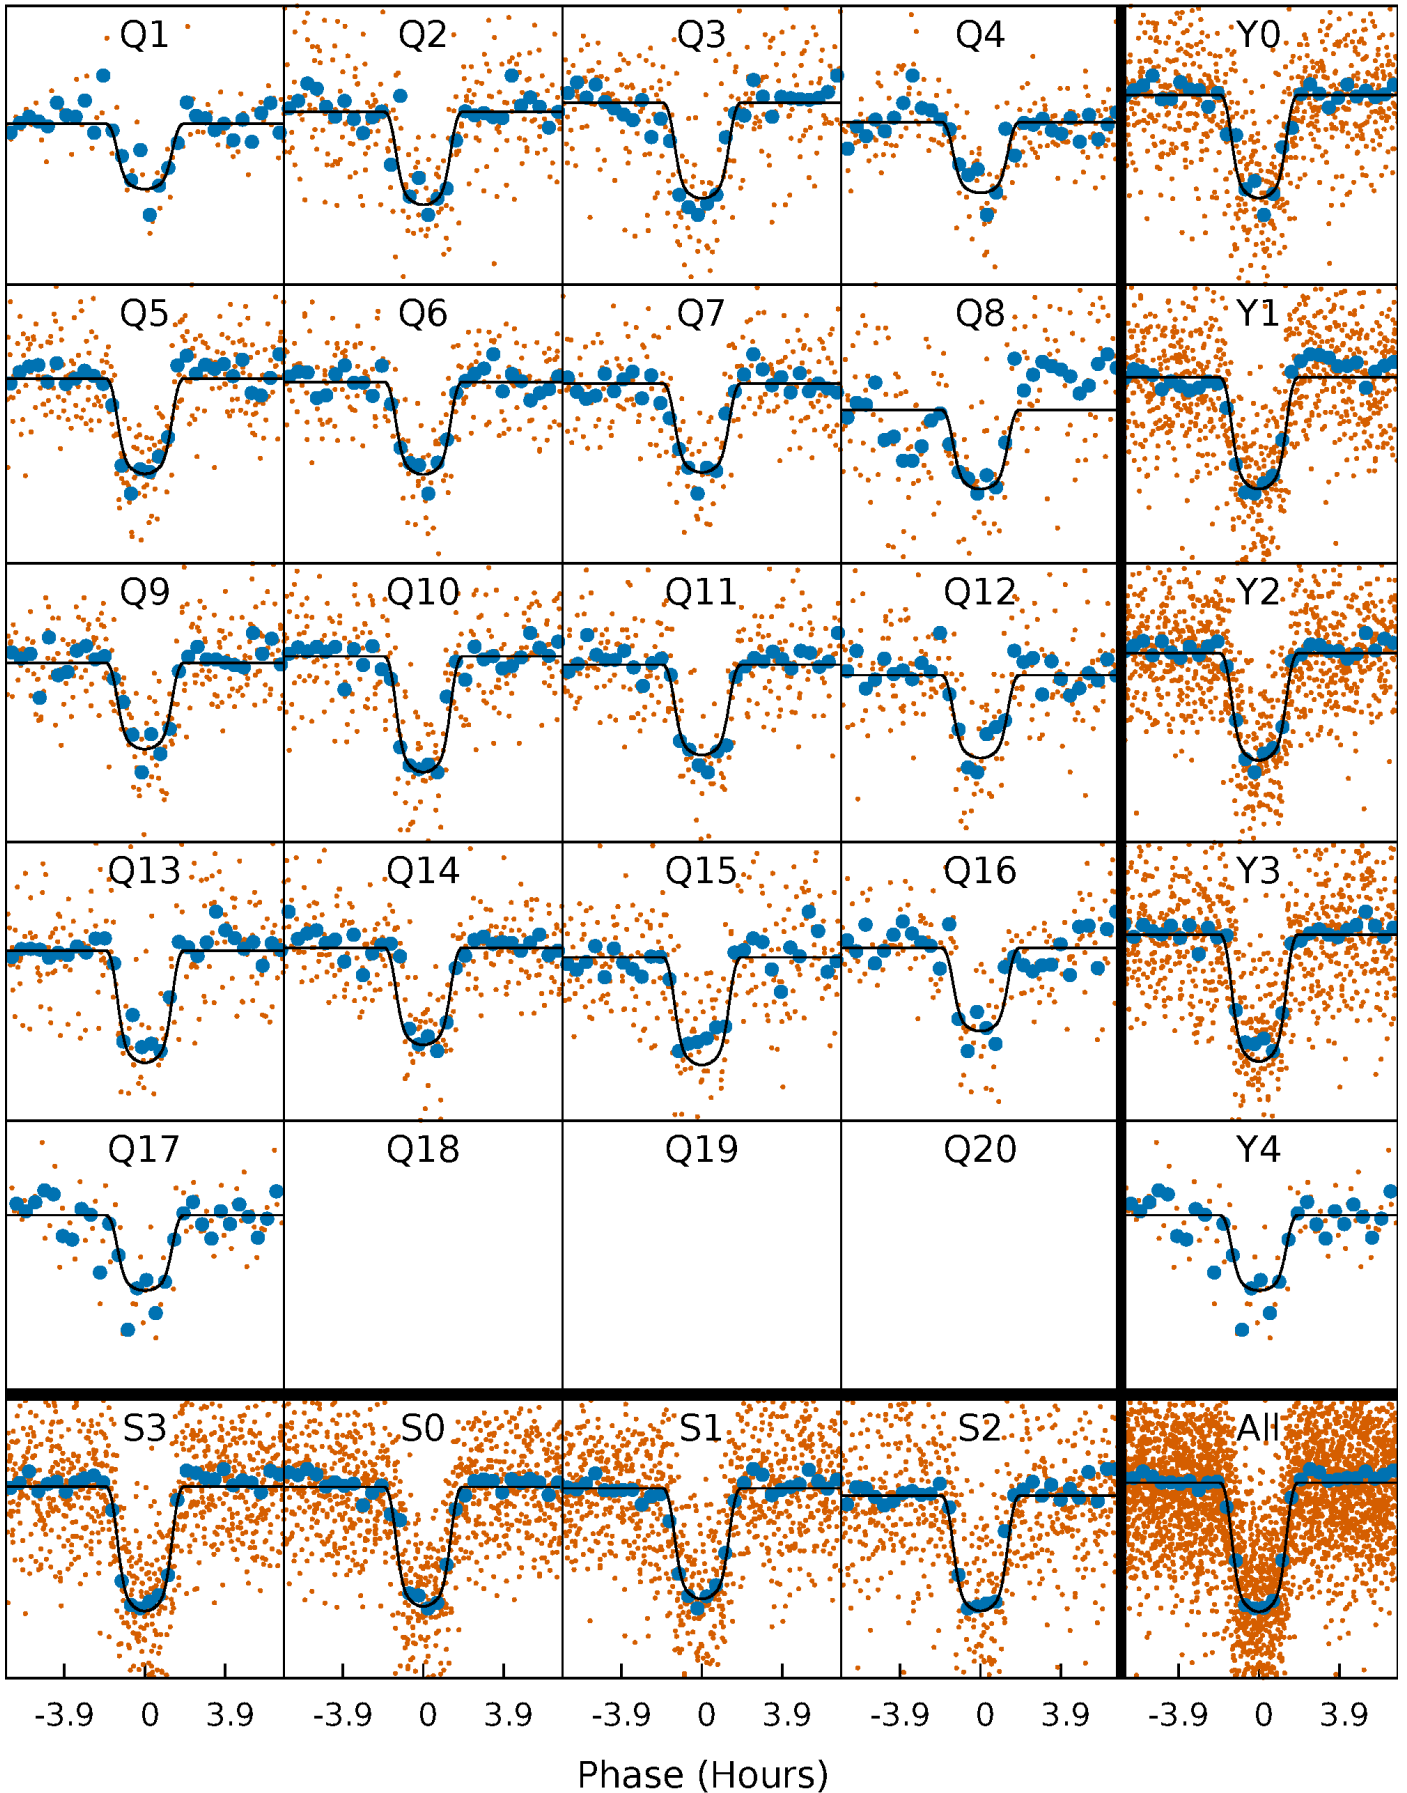 Q1 Q2 Q3 Q4 Y0
Q5 Q6 Q7 Q8 Y1
Q9 Q10 Q11 Q12 Y2
Q13 Q14 Q15 Q16 Y3
Q17 Q18 Q19 Q20 Y4
S3 S0 S1 S2 All
-3.9 0 3.9 -3.9 0 3.9 -3.9 0 3.9 -3.9 0 3.9 -3.9 0 3.9
Phase (Hours)